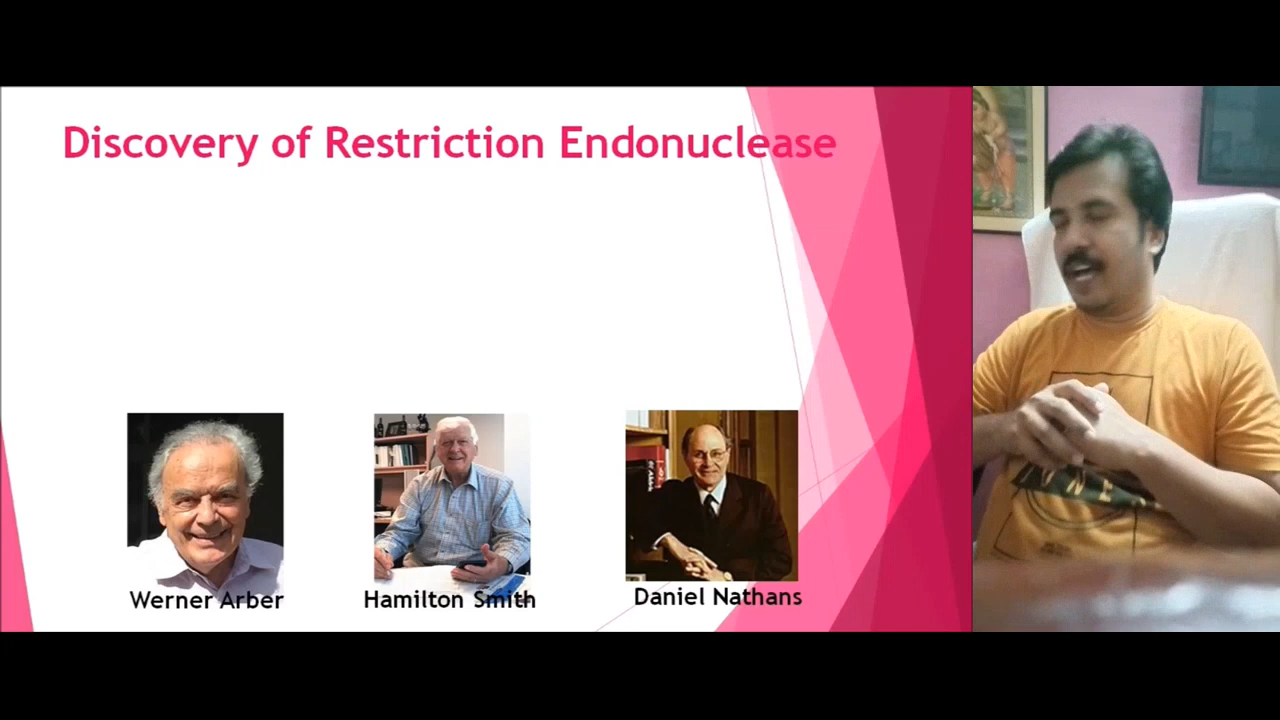 Discovery of Restriction Endonuclease
Werner Arber
Hamilton Smith
Daniel Nathans